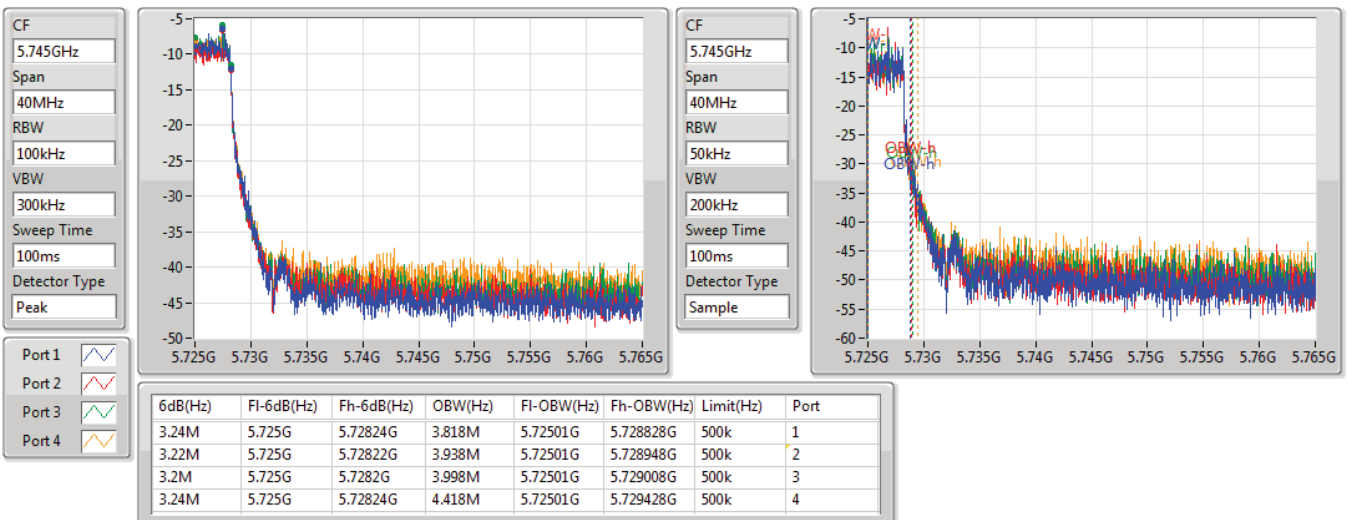 CF
5.745GHz
Span
40MHz
RBW
100kHz
VBW
300kHz
Sweep Time
100ms
Detector Type
Peak
-5
-10
-15
-20
-25
-30
-35
-40
-45
-50
5.725G 5.73G 5.735G 5.74G 5.745G 5.75G 5.755G 5.76G 5.765G
CF
5.745GHz
Span
40MHz
RBW
50kHz
VBW
200kHz
Sweep Time
100ms
Detector Type
Sample
-5
-10
-15
-20
-25
-30
-35
-40
-45
-50
-55
-60
W-l
W-l
OBW-h
OBW-h
5.725G 5.73G 5.735G 5.74G 5.745G 5.75G 5.755G 5.76G 5.765G
Port 1
Port 2
Port 3
Port 4
6dB(Hz) Fl-6dB(Hz) Fh-6dB(Hz) OBW(Hz) Fl-OBW(Hz) Fh-OBW(Hz) Limit(Hz) Port
3.24M 5.725G 5.72824G 3.818M 5.72501G 5.728828G 500k 1
3.22M 5.725G 5.72822G 3.938M 5.72501G 5.728948G 500k 2
3.2M 5.725G 5.7282G 3.998M 5.72501G 5.729008G 500k 3
3.24M 5.725G 5.72824G 4.418M 5.72501G 5.729428G 500k 4